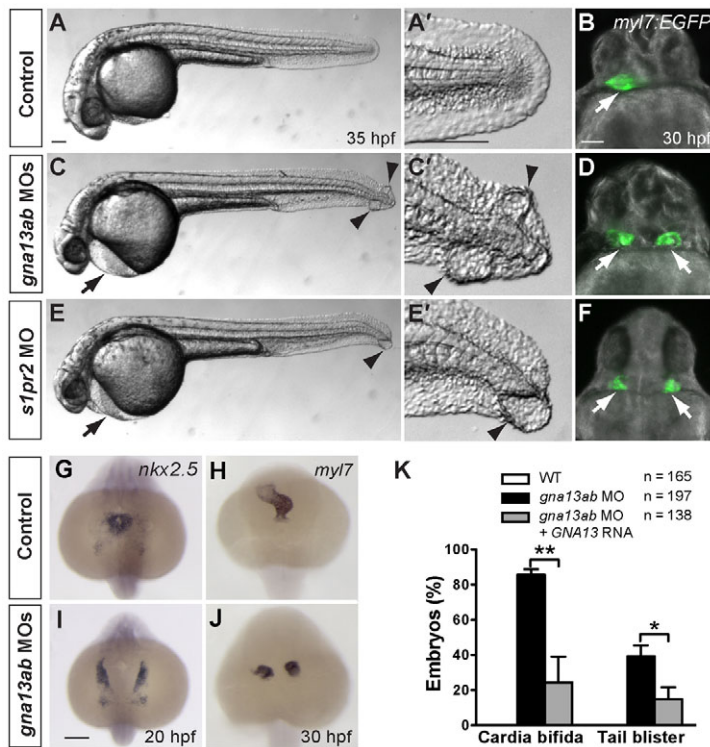 A
35 hpf
A'
B
myl7:EGFP
30 hpf
Control
C
C'
D
gna13ab MOs
E
E'
F
s1pr2 MO
G
nkx2.5
H
myl7
Control
I
20 hpf
J
30 hpf
gna13ab MOs
K
WT n = 165
gna13ab MO n = 197
gna13ab MO n = 138
+ GNA13 RNA
Embryos (%)
100
80
60
40
20
0
**
*
Cardia bifida Tail blister